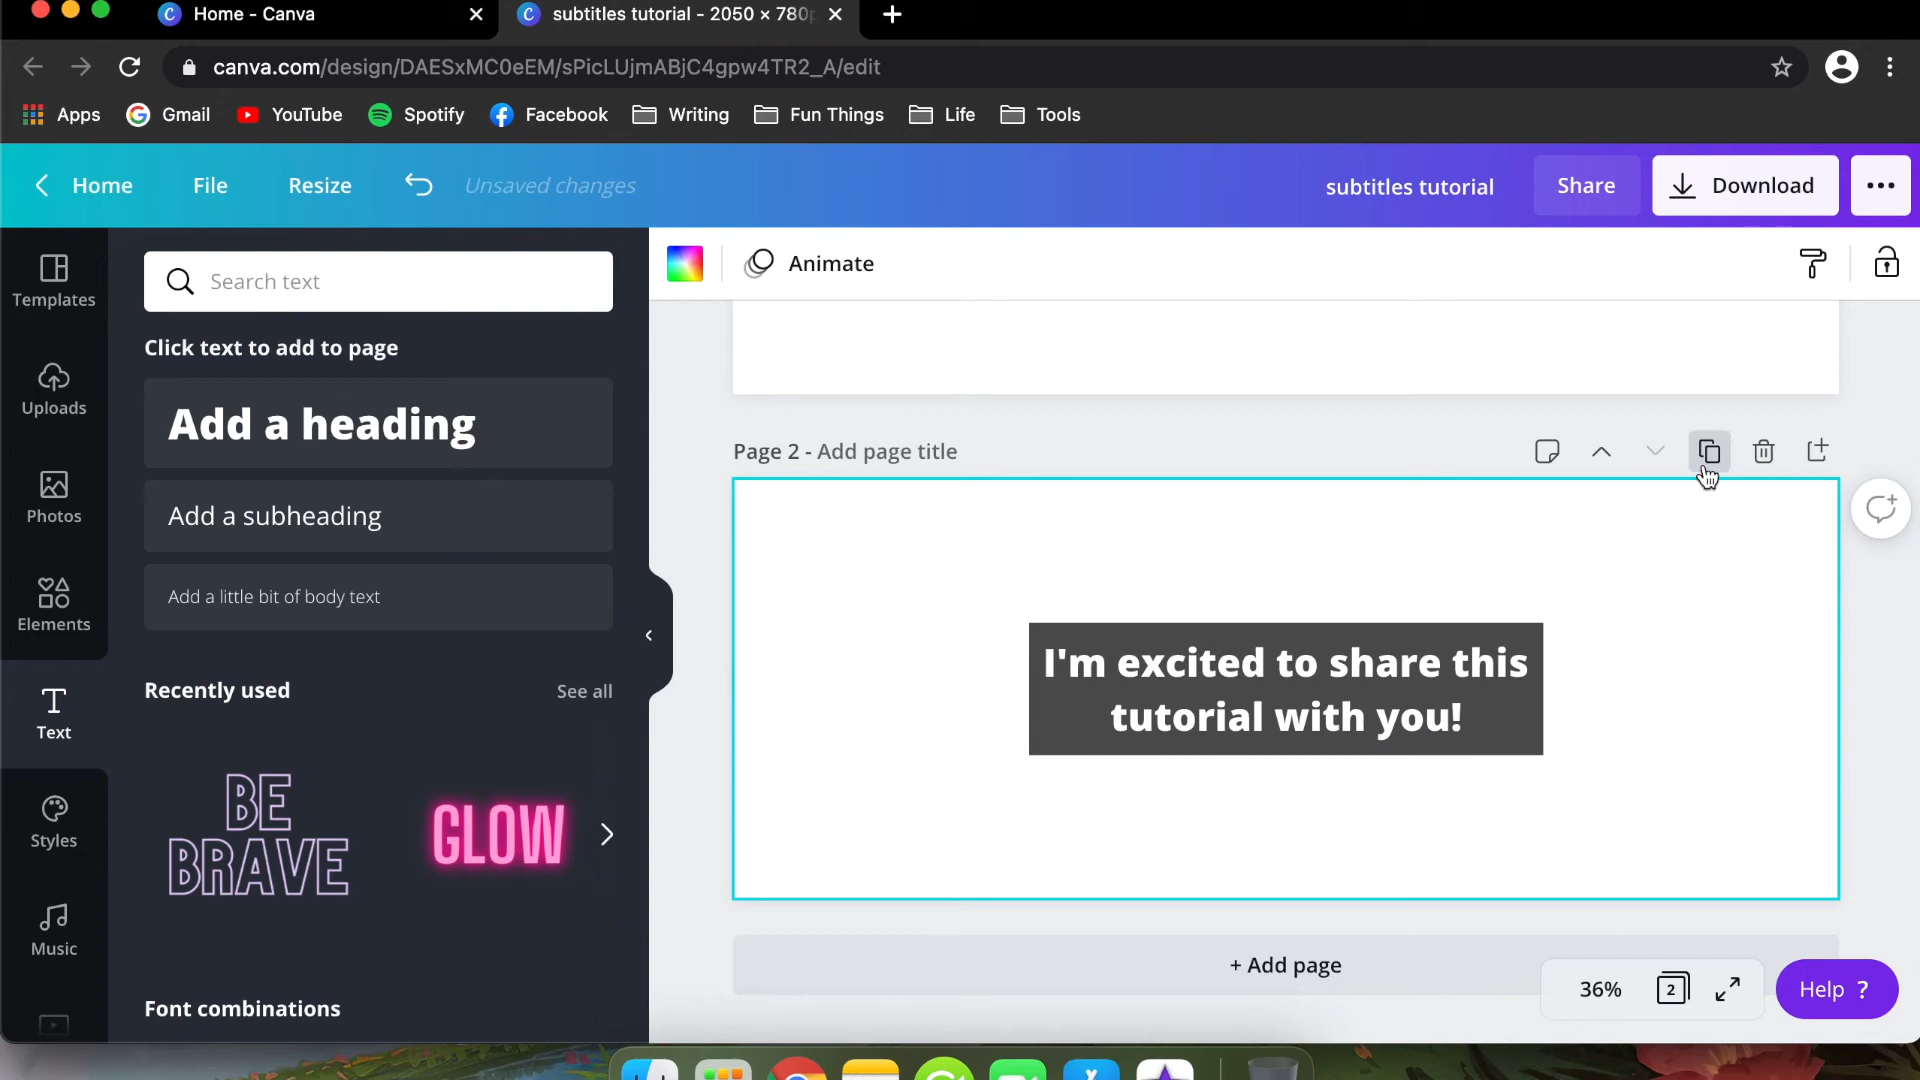 Home - Canva
subtitles tutorial - 2050 × 780p
canva.com/design/DAESxMC0eEM/sPicLUjmABjC4gpw4TR2_A/edit
Apps
Gmail
YouTube
Spotify
Facebook
Writing
Fun Things
Life
Tools
Home
File
Resize
Unsaved changes
subtitles tutorial
Share
Download
Templates
Uploads
Photos
Elements
Text
Styles
Music
Search text
Click text to add to page
Add a heading
Add a subheading
Add a little bit of body text
Recently used
See all
BE
BRAVE
GLOW
Font combinations
Animate
Page 2 - Add page title
I'm excited to share this
tutorial with you!
+ Add page
36%
2
Help ?